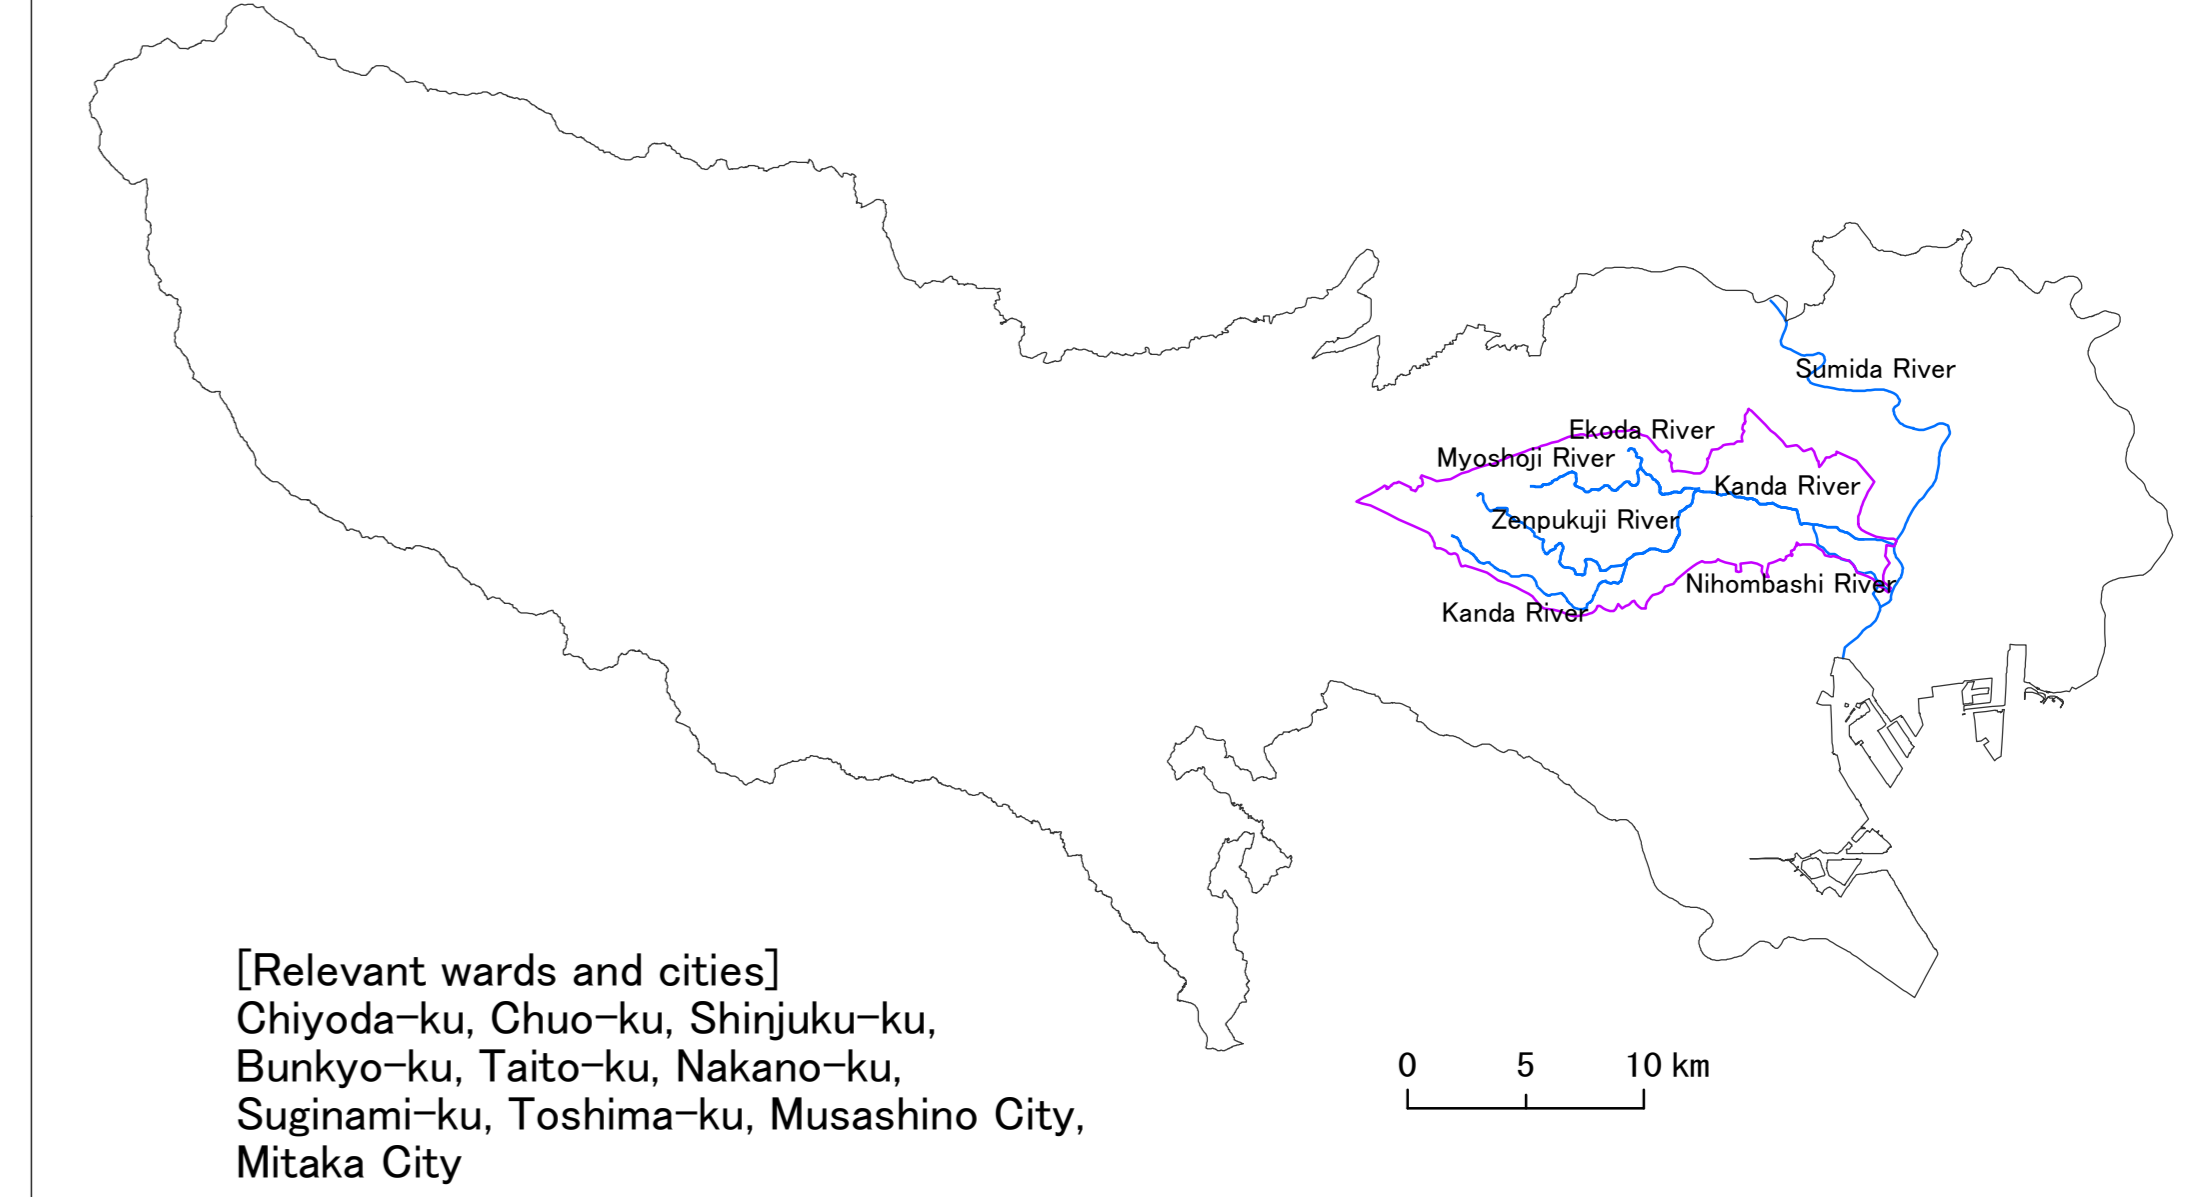 Sumida River
Ekoda River
Myoshoji River
Kanda River
Zenpukuji River
Nihombashi River
Kanda River
[Relevant wards and cities]
Chiyoda-ku, Chuo-ku, Shinjuku-ku,
Bunkyo-ku, Taito-ku, Nakano-ku,
Suginami-ku, Toshima-ku, Musashino City,
Mitaka City
0 5 10 km